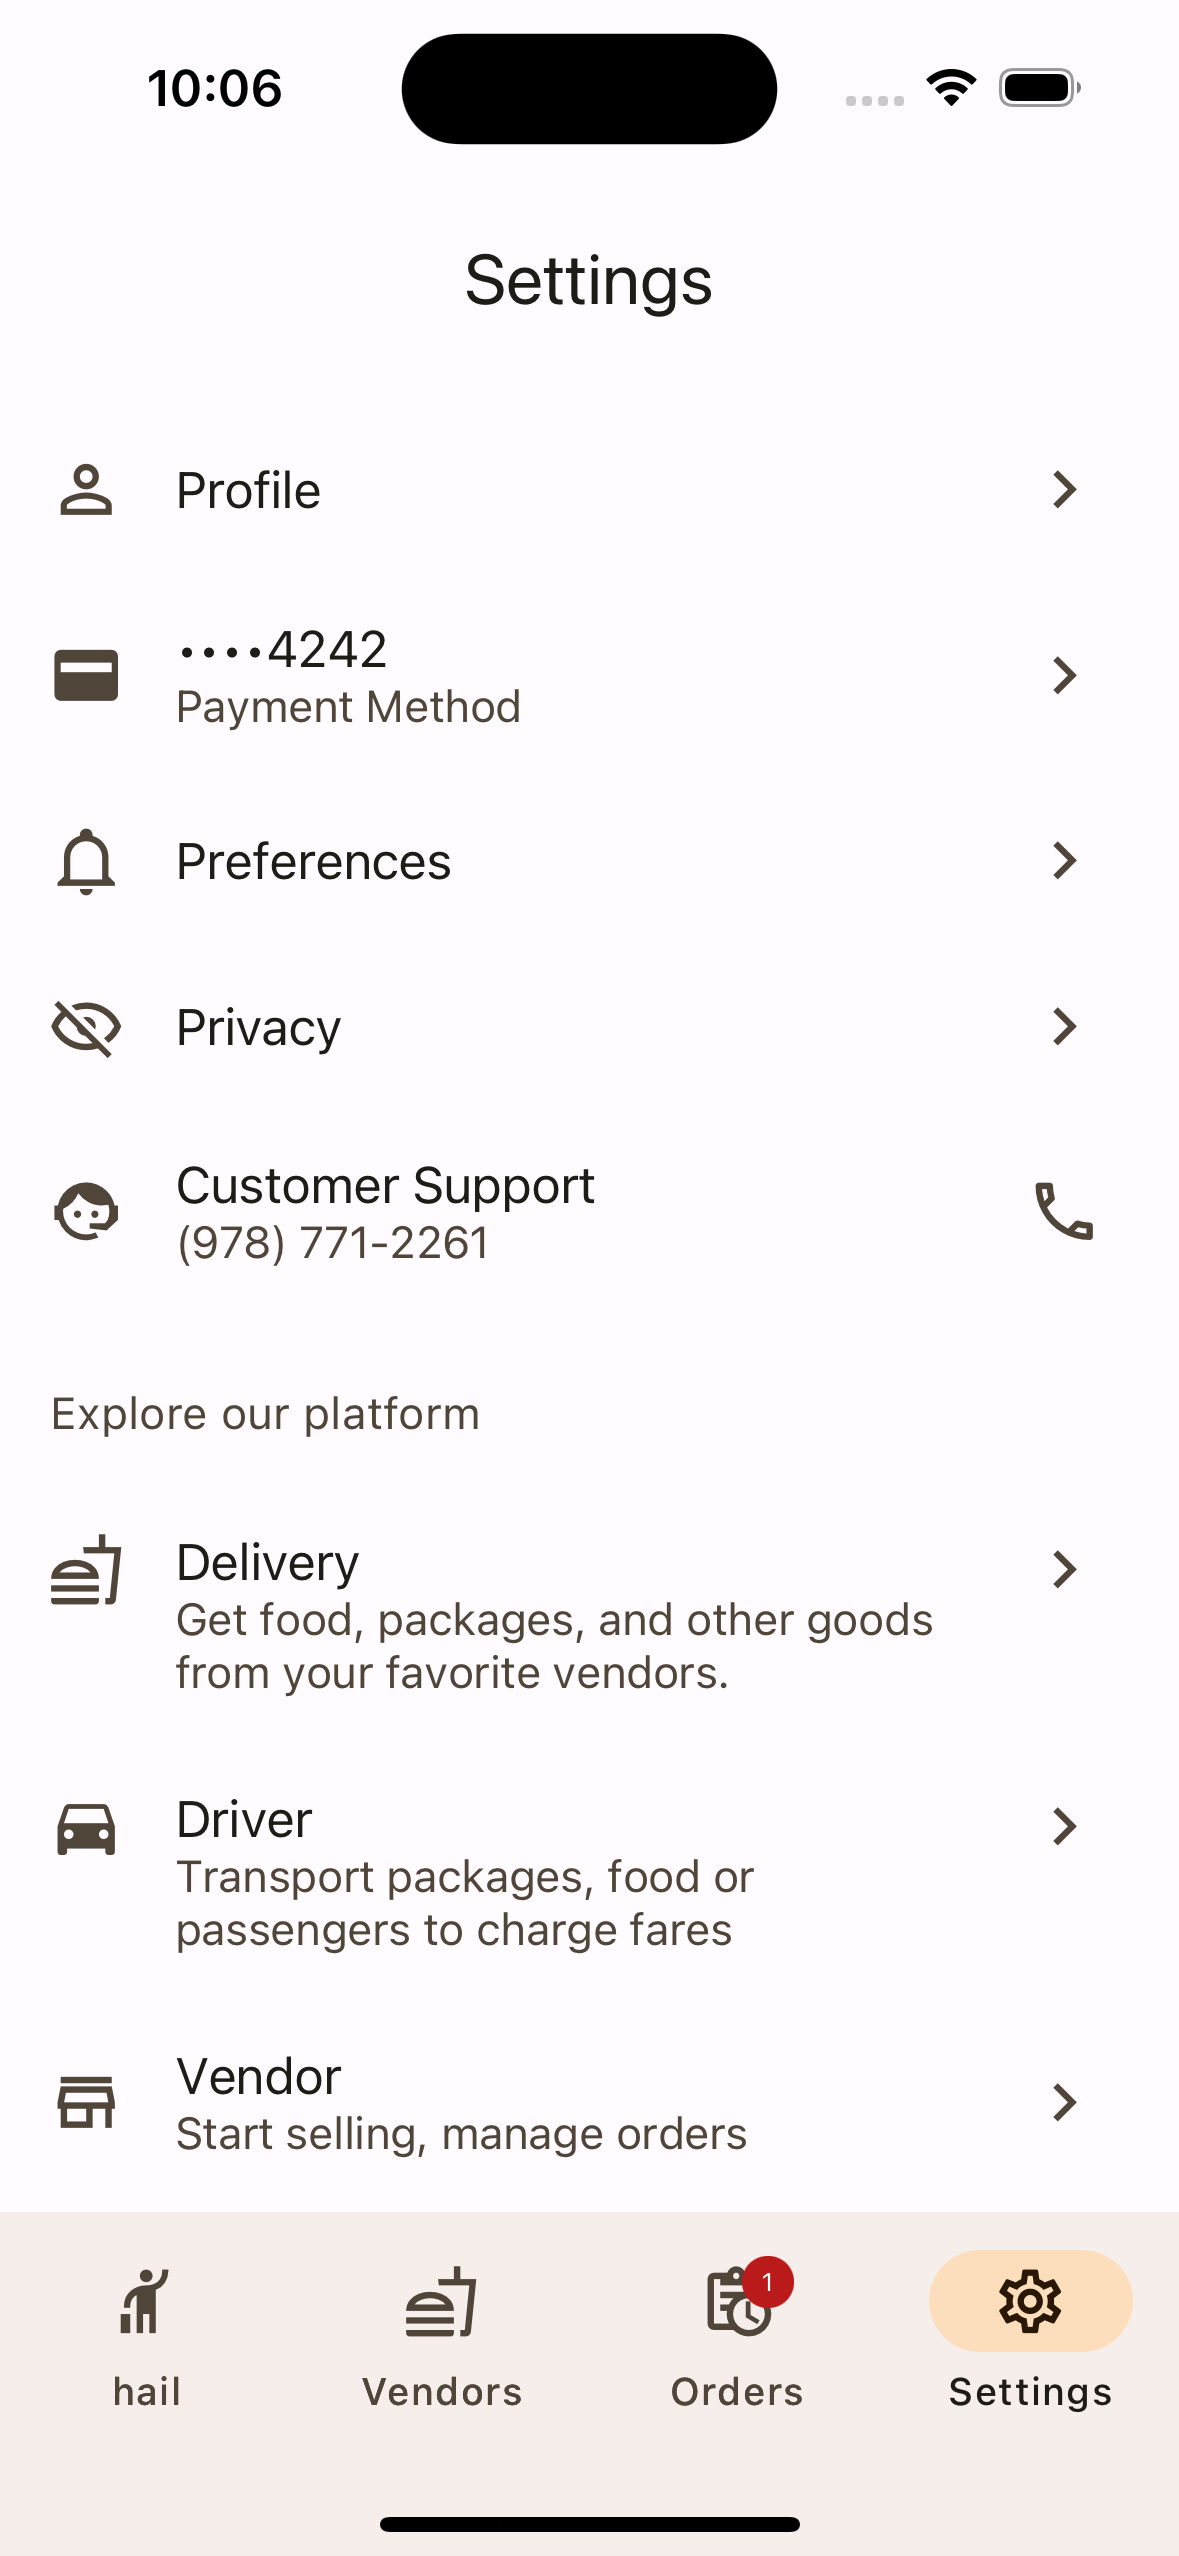 10:06
Settings
Profile
••••4242
Payment Method
Preferences
Privacy
Customer Support
(978) 771-2261
Explore our platform
Delivery
Get food, packages, and other goods
from your favorite vendors.
Driver
Transport packages, food or
passengers to charge fares
Vendor
Start selling, manage orders
1
hail
Vendors
Orders
Settings